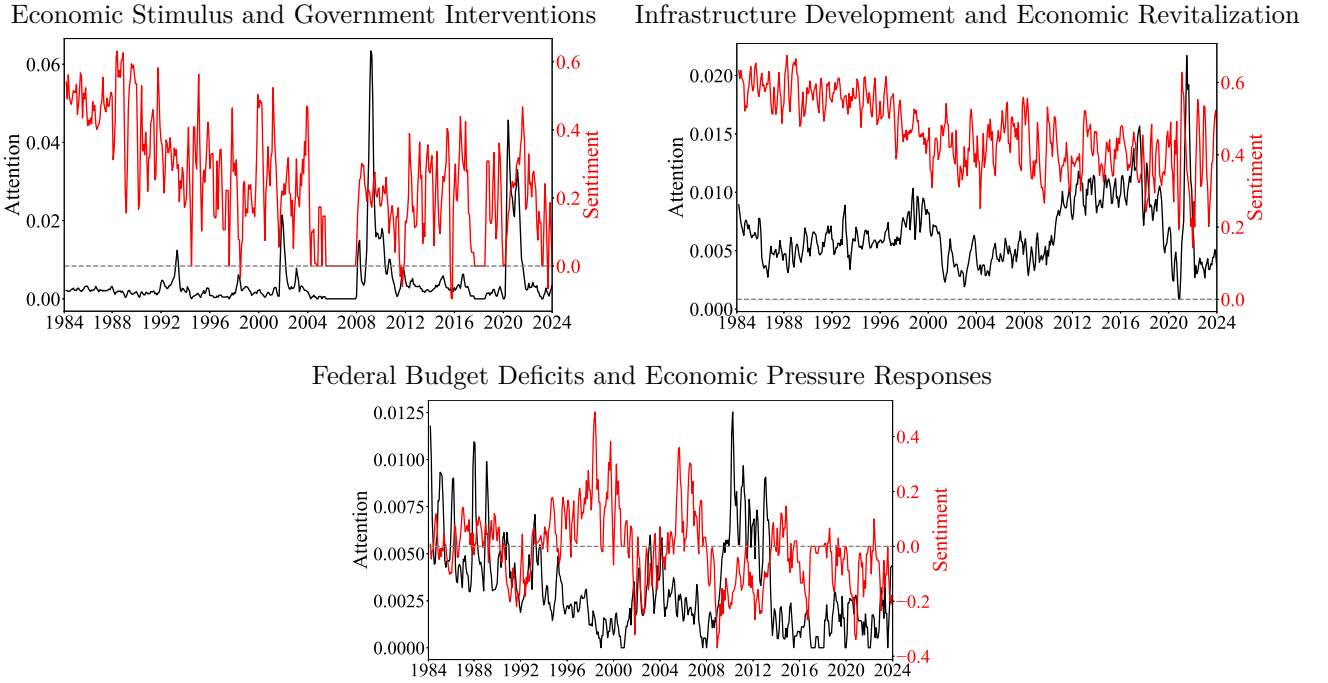 Economic Stimulus and Government Interventions
0.06
0.04
0.02
0.00
Attention
0.6
0.4
0.2
0.0
Sentiment
1984 1988 1992 1996 2000 2004 2008 2012 2016 2020 2024
Infrastructure Development and Economic Revitalization
0.020
0.015
0.010
0.005
0.000
Attention
0.6
0.4
0.2
0.0
Sentiment
1984 1988 1992 1996 2000 2004 2008 2012 2016 2020 2024
Federal Budget Deficits and Economic Pressure Responses
0.0125
0.0100
0.0075
0.0050
0.0025
0.0000
Attention
0.4
0.2
0.0
−0.2
−0.4
Sentiment
1984 1988 1992 1996 2000 2004 2008 2012 2016 2020 2024